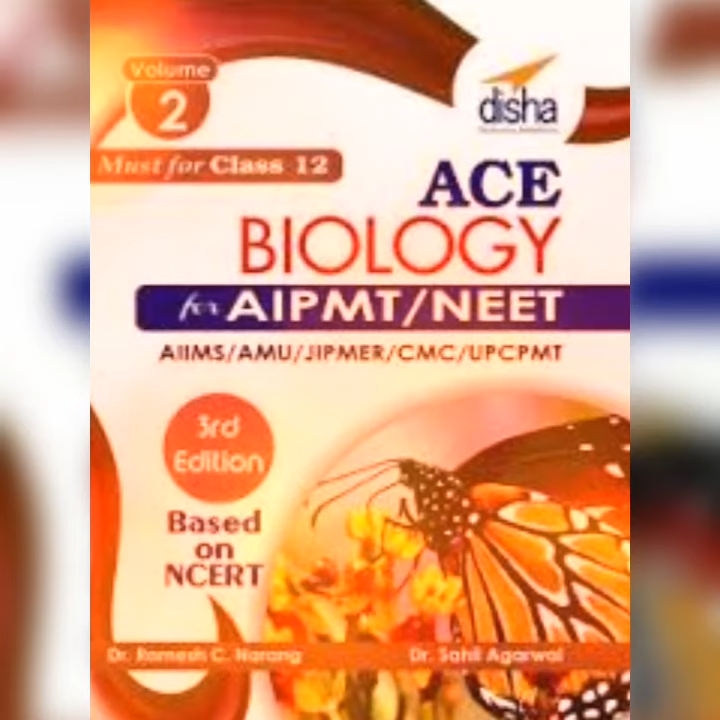 Volume
2
disha
Must for Class 12
ACE
BIOLOGY
for AIPMT/NEET
AIIMS/AMU/JIPMER/CMC/UPCPMT
3rd
Edition
Based
on
NCERT
Dr. Ramesh C. Narang Dr. Sahil Agarwal